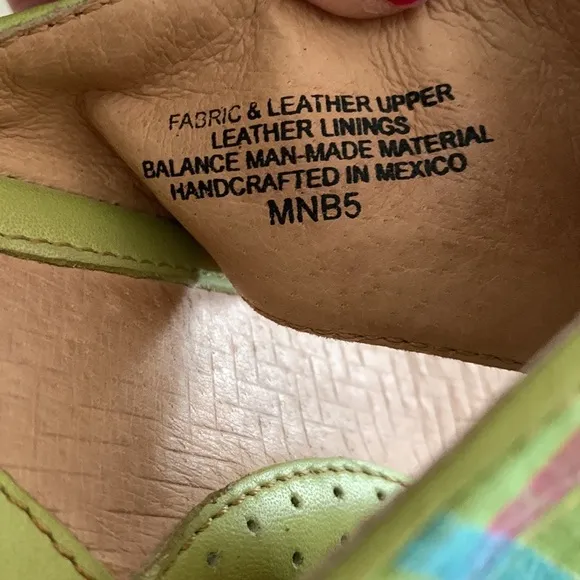 FABRIC & LEATHER UPPER
LEATHER LININGS
BALANCE MAN-MADE MATERIAL
HANDCRAFTED IN MEXICO
MNB5